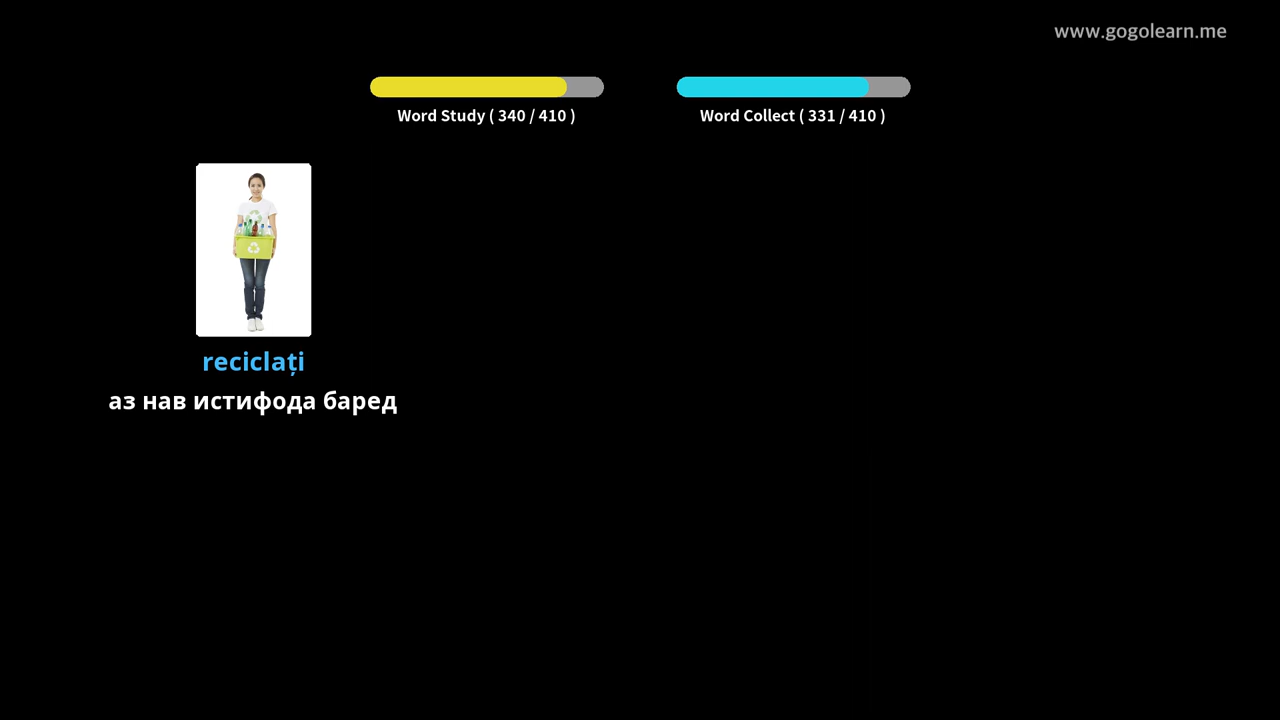 www.gogolearn.me
Word Study ( 340 / 410 )
Word Collect ( 331 / 410 )
reciclați
аз нав истифода баред